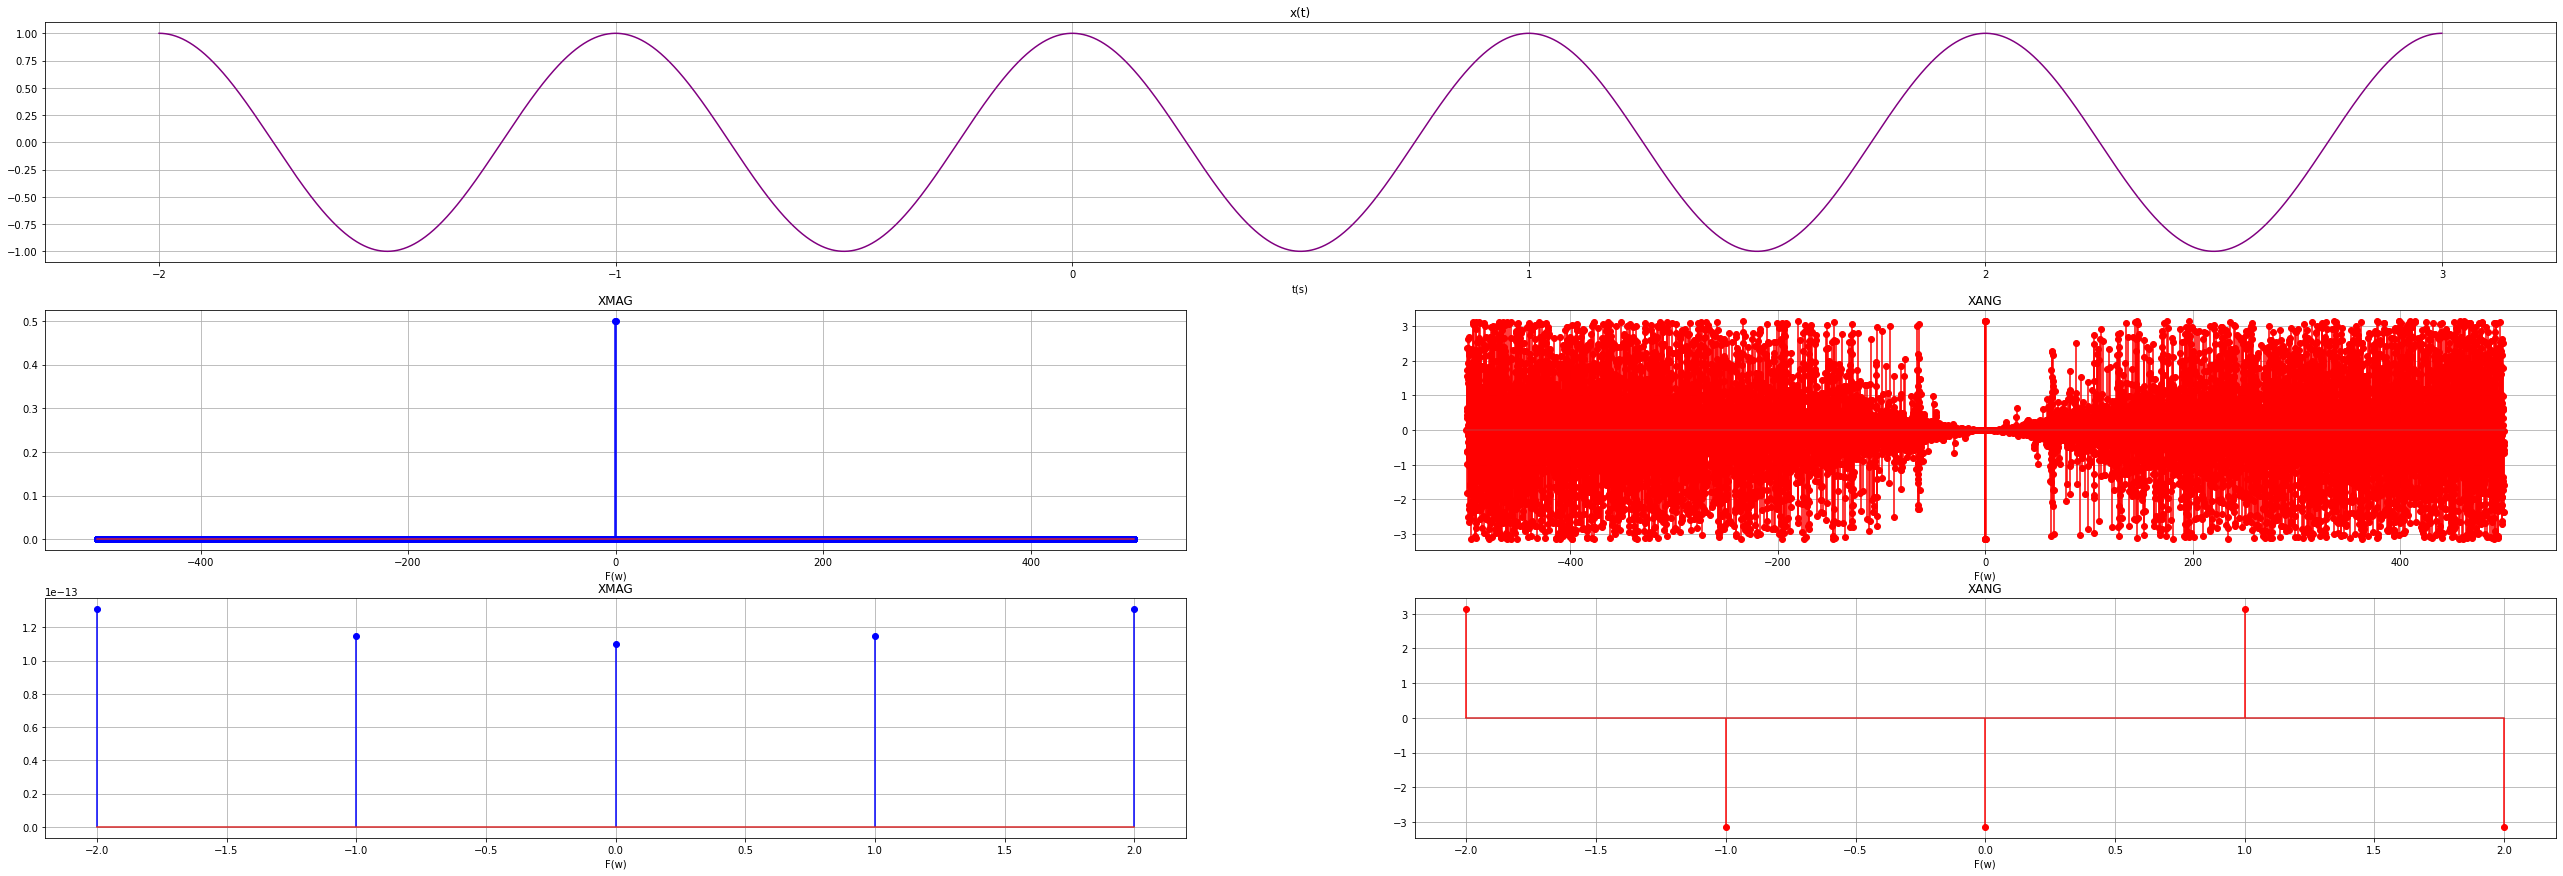 x(t)
1.00
0.75
0.50
0.25
0.00
−0.25
−0.50
−0.75
−1.00
−2 −1 0 1 2 3
t(s)
XMAG
0.5
0.4
0.3
0.2
0.1
0.0
−400 −200 0 200 400
F(w)
XANG
3
2
1
0
−1
−2
−3
−400 −200 0 200 400
F(w)
XMAG
1e−13
1.2
1.0
0.8
0.6
0.4
0.2
0.0
−2.0 −1.5 −1.0 −0.5 0.0 0.5 1.0 1.5 2.0
F(w)
XANG
3
2
1
0
−1
−2
−3
−2.0 −1.5 −1.0 −0.5 0.0 0.5 1.0 1.5 2.0
F(w)